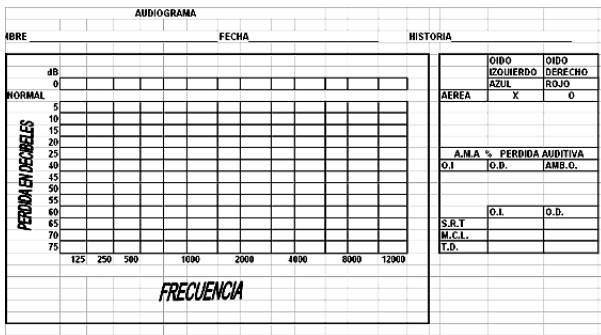 AUDIOGRAMA
MBRE FECHA HISTORIA
dB
0
NORMAL
5
10
15
20
25
40
45
50
55
60
65
70
75
PERDIDA EN DECIBELES
125 250 500 1000 2000 4000 8000 12000
FRECUENCIA
OIDO OIDO
IZQUIERDO DERECHO
AZUL ROJO
AEREA X O
A.M.A % PERDIDA AUDITIVA
O.I O.D. AMB.O.
O.I. O.D.
S.R.T
M.C.L.
T.D.